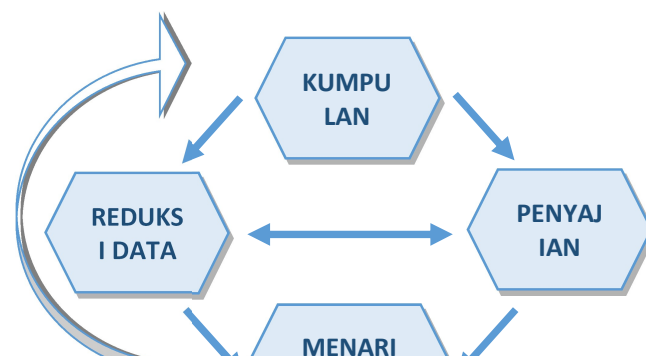 KUMPU
LAN
REDUKS
I DATA
PENYAJ
IAN
MENARI